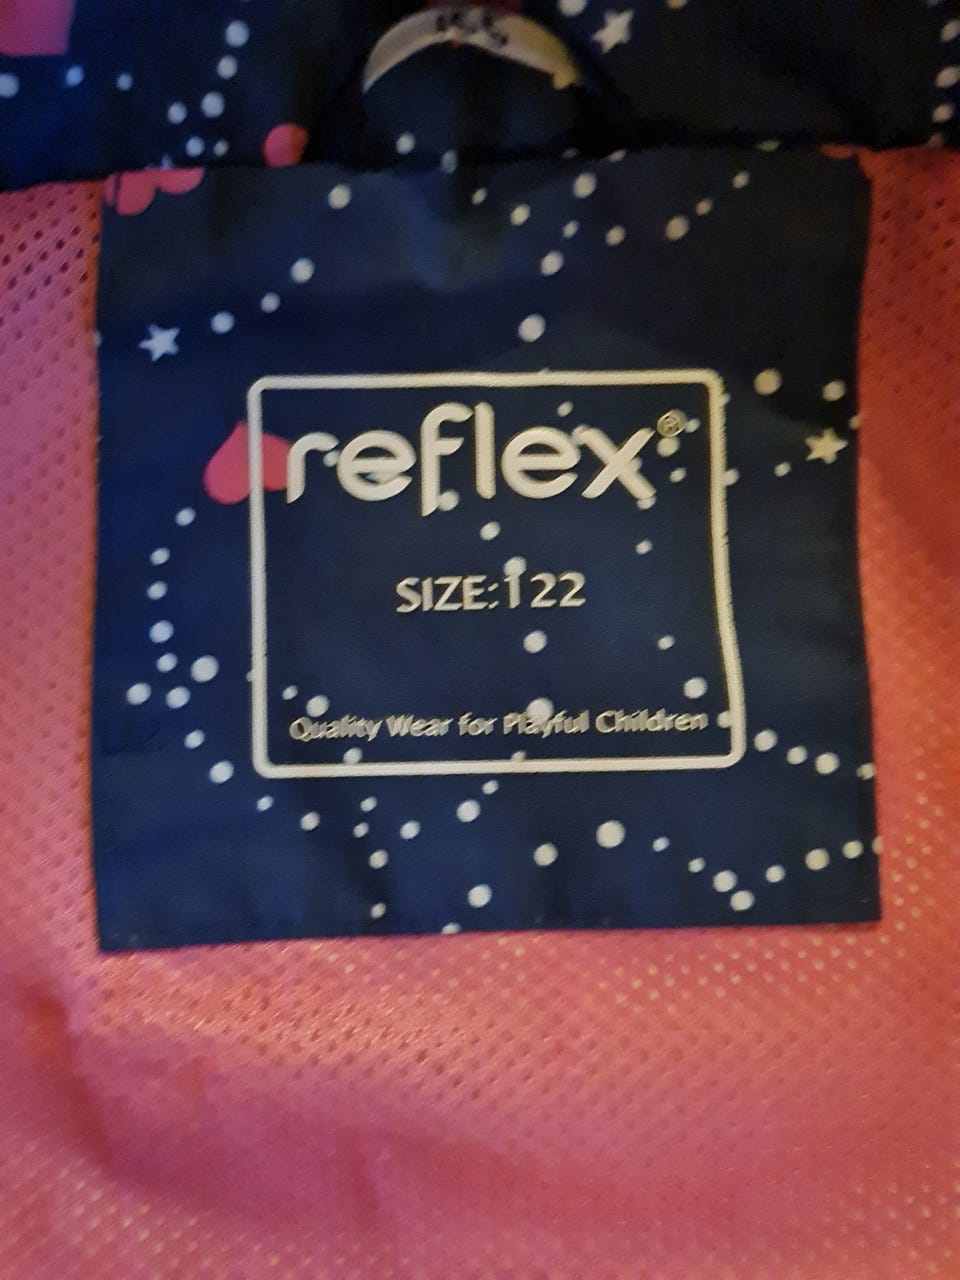 reflex®
SIZE:122
Quality Wear for Playful Children